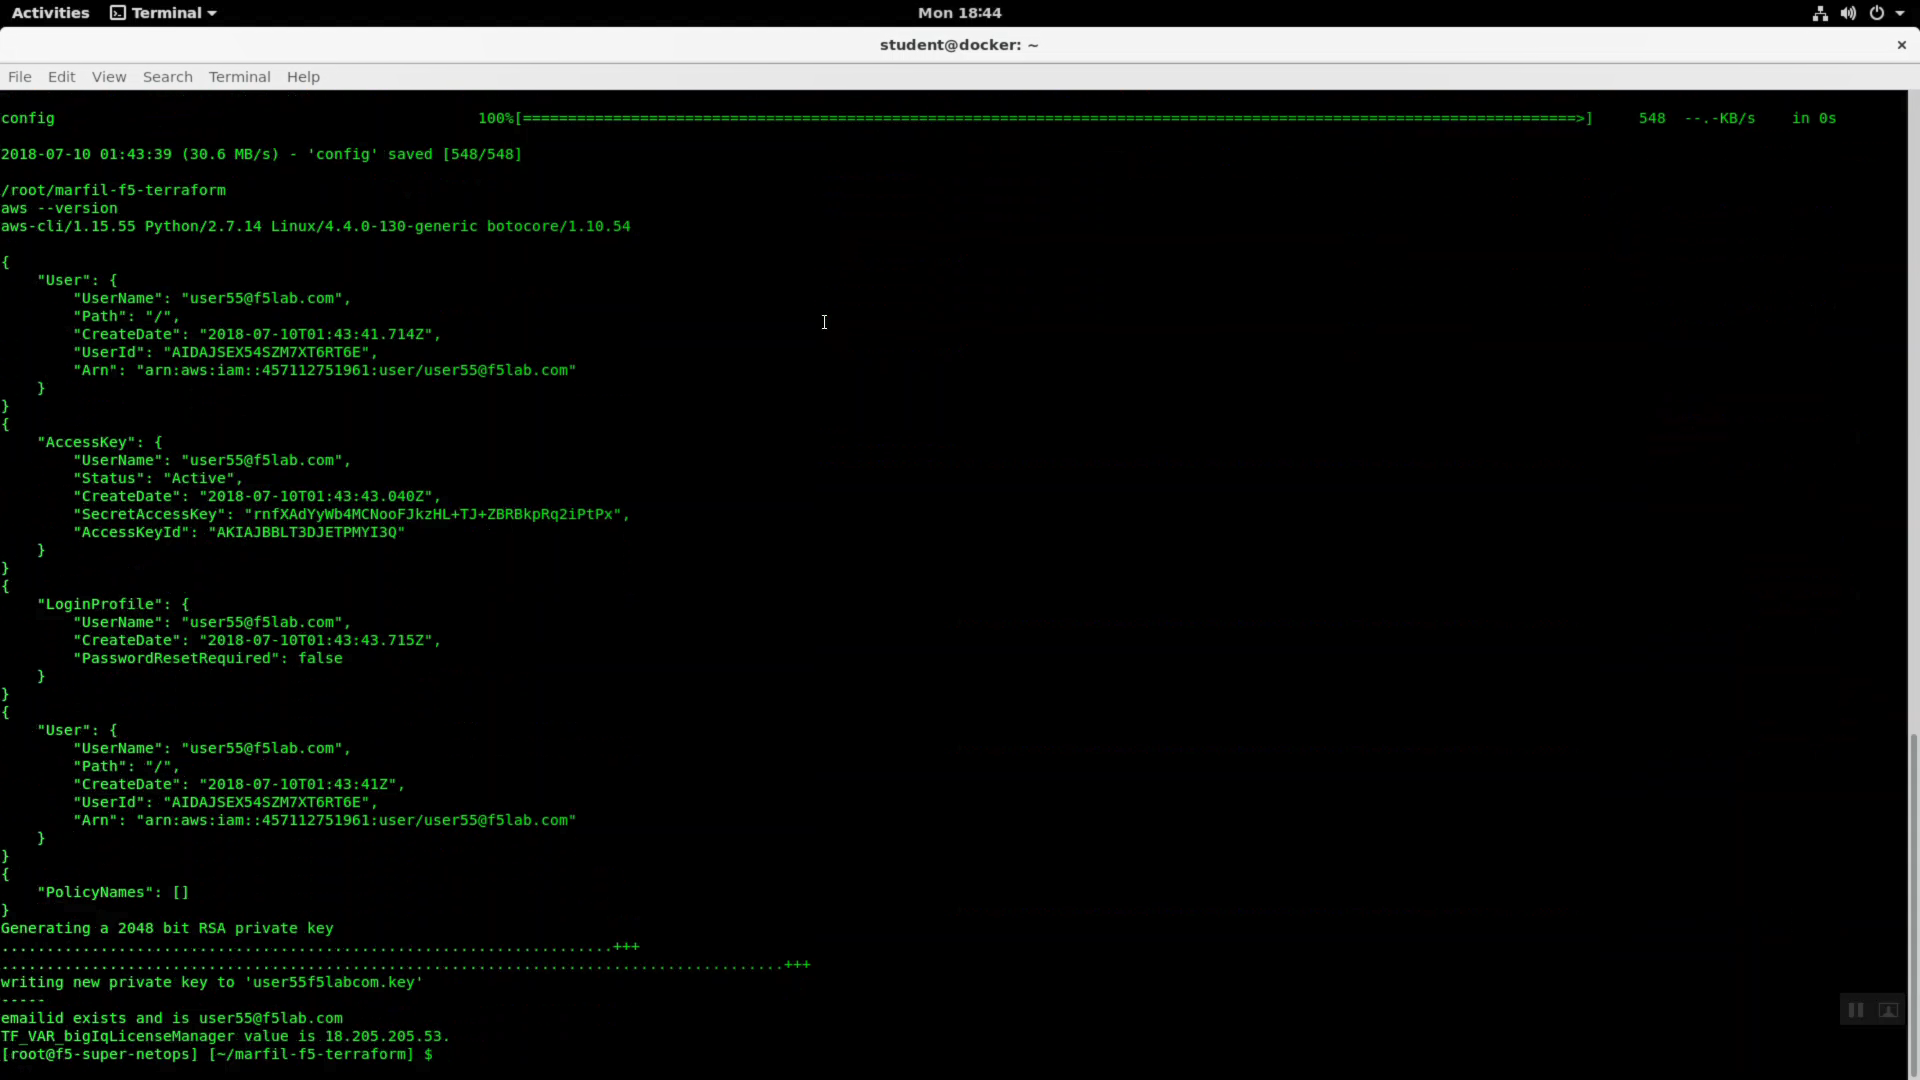 Activities Terminal Mon 18:44
student@docker: ~
File Edit View Search Terminal Help
config 100%[=====================================================================================================================>] 548 --.-KB/s in 0s
2018-07-10 01:43:39 (30.6 MB/s) - 'config' saved [548/548]
/root/marfil-f5-terraform
aws --version
aws-cli/1.15.55 Python/2.7.14 Linux/4.4.0-130-generic botocore/1.10.54
{
    "User": {
        "UserName": "user55@f5lab.com",
        "Path": "/",
        "CreateDate": "2018-07-10T01:43:41.714Z",
        "UserId": "AIDAJSEX54SZM7XT6RT6E",
        "Arn": "arn:aws:iam::457112751961:user/user55@f5lab.com"
    }
}
{
    "AccessKey": {
        "UserName": "user55@f5lab.com",
        "Status": "Active",
        "CreateDate": "2018-07-10T01:43:43.040Z",
        "SecretAccessKey": "rnfXAdYyWb4MCNooFJkzHL+TJ+ZBRBkpRq2iPtPx",
        "AccessKeyId": "AKIAJBBLT3DJETPMYI3Q"
    }
}
{
    "LoginProfile": {
        "UserName": "user55@f5lab.com",
        "CreateDate": "2018-07-10T01:43:43.715Z",
        "PasswordResetRequired": false
    }
}
{
    "User": {
        "UserName": "user55@f5lab.com",
        "Path": "/",
        "CreateDate": "2018-07-10T01:43:41Z",
        "UserId": "AIDAJSEX54SZM7XT6RT6E",
        "Arn": "arn:aws:iam::457112751961:user/user55@f5lab.com"
    }
}
{
    "PolicyNames": []
}
Generating a 2048 bit RSA private key
....................................................................+++
.......................................................................................+++
writing new private key to 'user55f5labcom.key'
-----
emailid exists and is user55@f5lab.com
TF_VAR_bigIqLicenseManager value is 18.205.205.53.
[root@f5-super-netops] [~/marfil-f5-terraform] $